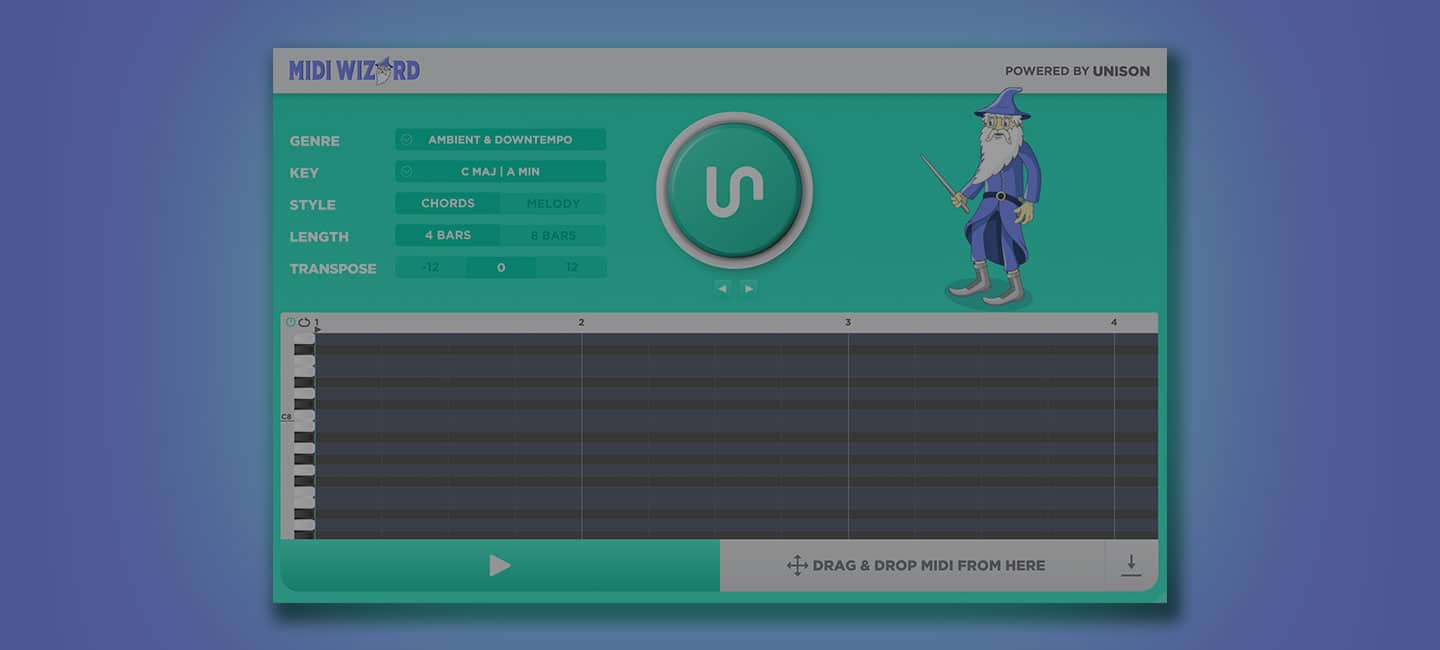 MIDI WIZARD
POWERED BY UNISON
GENRE AMBIENT & DOWNTEMPO
KEY C MAJ | A MIN
STYLE CHORDS MELODY
LENGTH 4 BARS 8 BARS
TRANSPOSE -12 0 12
1 2 3 4
C8
DRAG & DROP MIDI FROM HERE